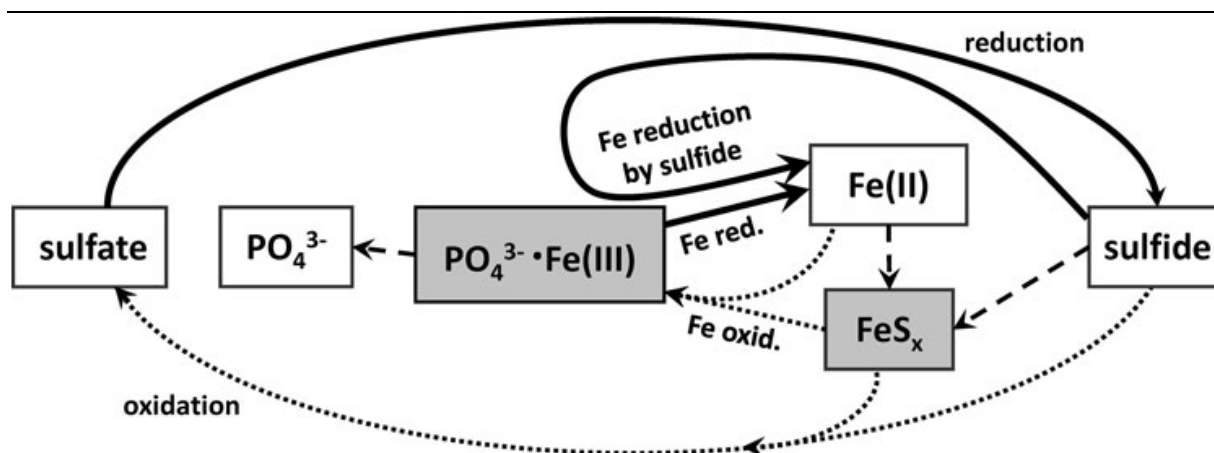 reduction
Fe reduction
by sulfide
Fe(II)
sulfate
PO₄³⁻
PO₄³⁻ •Fe(III)
Fe red.
sulfide
Fe oxid.
FeSₓ
oxidation